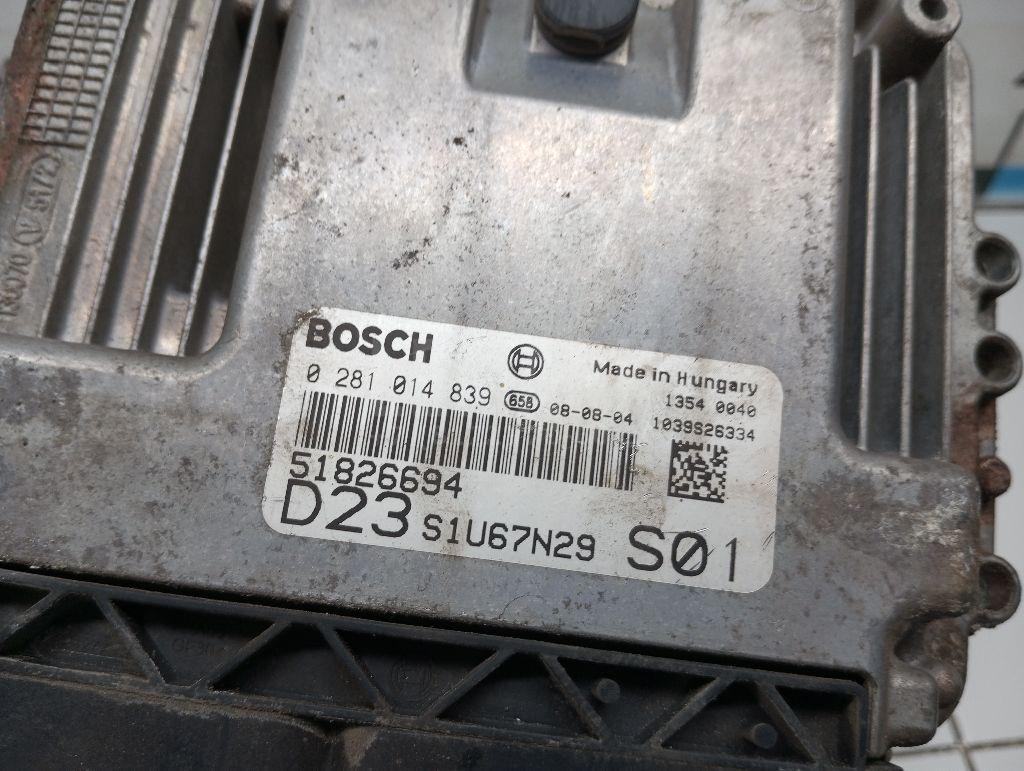 V 5172
BOSCH
Made in Hungary
0 281 014 839 658 08-08-04
1354 0040
1039S26334
51826694
D23 S1U67N29 S01